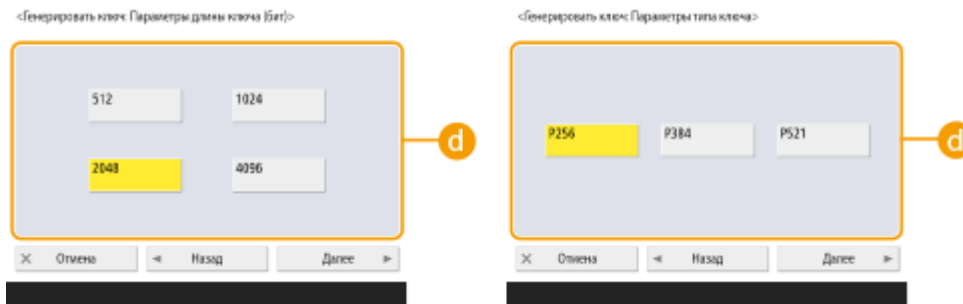 <Генерировать ключ: Параметры длины ключа (бит)>
512
1024
2048
4096
d
Отмена
Назад
Далее
<Генерировать ключ: Параметры типа ключа>
P256
P384
P521
d
Отмена
Назад
Далее